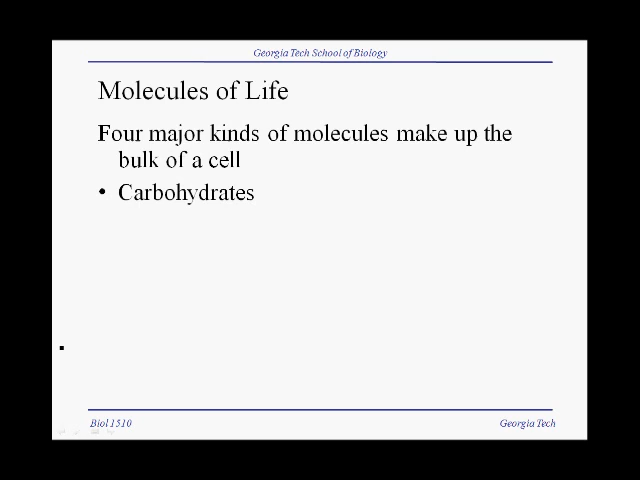 Georgia Tech School of Biology
Molecules of Life
Four major kinds of molecules make up the
bulk of a cell
• Carbohydrates
Biol 1510
Georgia Tech